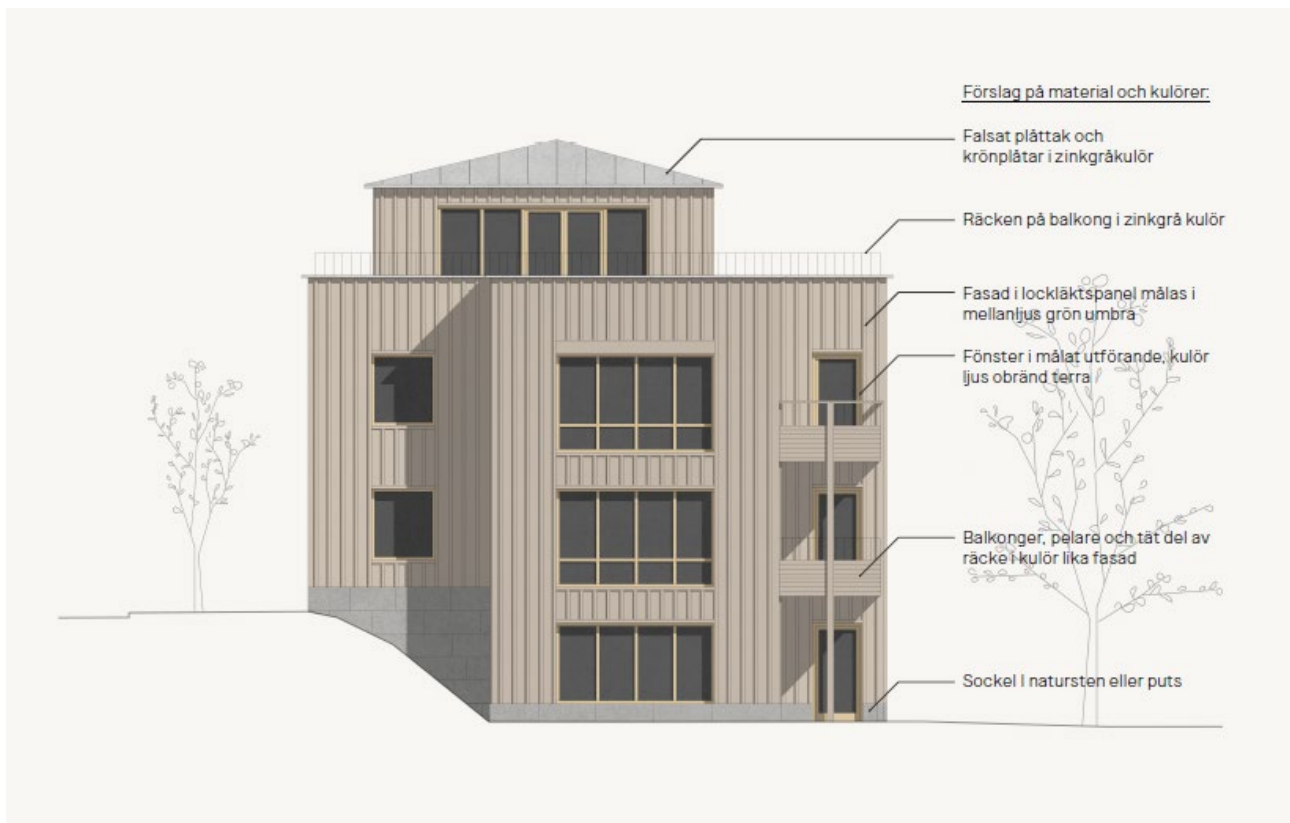 Förslag på material och kulörer:
Falsat plåttak och
krönplåtar i zinkgråkulör
Räcken på balkong i zinkgrå kulör
Fasad i lockläktspanel målas i
mellanljus grön umbra
Fönster i målat utförande, kulör
ljus obränd terra
Balkonger, pelare och tät del av
räcke i kulör lika fasad
Sockel I natursten eller puts